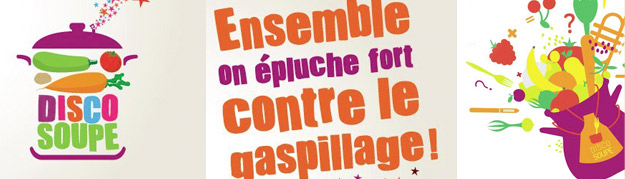 DISCO
SOUPE
Ensemble
on épluche fort
contre le
gaspillage!
?
?
DISCO
SOUPE